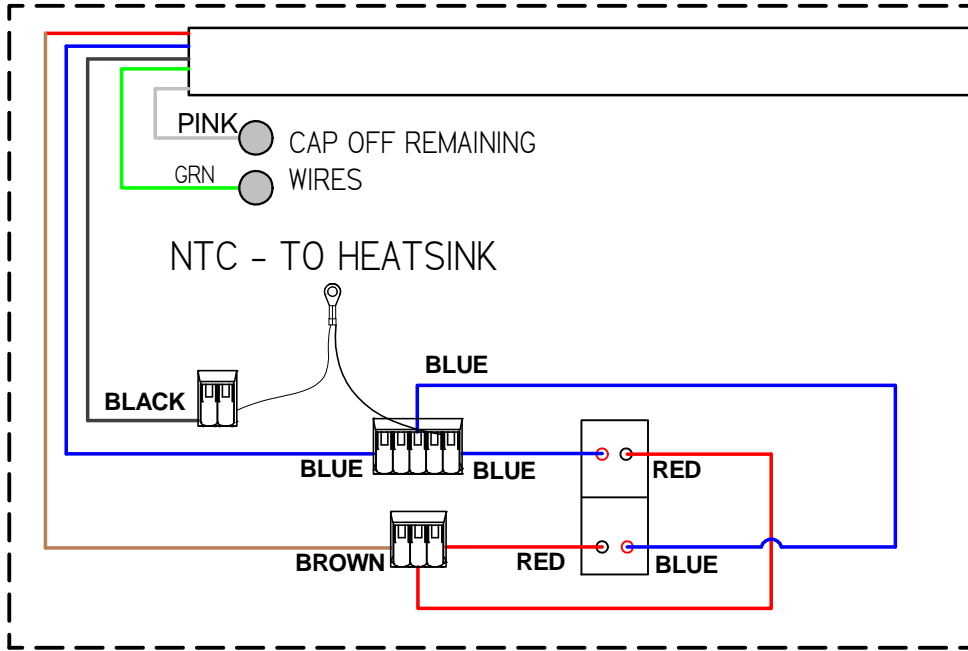 PINK
CAP OFF REMAINING
GRN
WIRES
NTC - TO HEATSINK
BLUE
BLACK
BLUE
BLUE
RED
BROWN
RED
BLUE